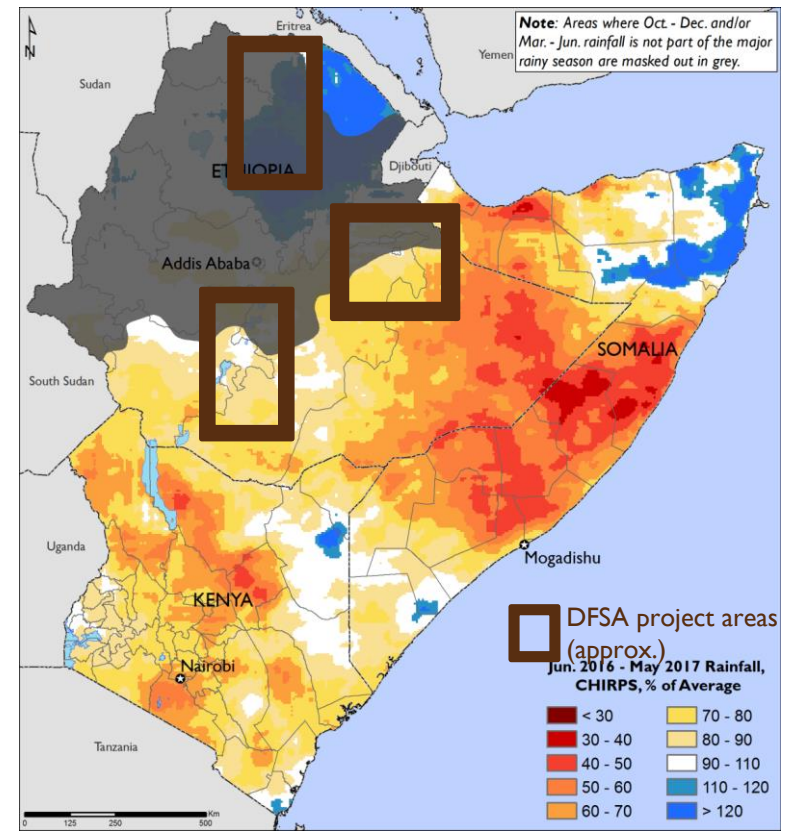 Note: Areas where Oct. - Dec. and/or
Mar. - Jun. rainfall is not part of the major
rainy season are masked out in grey.
N
Eritrea
Yemen
Sudan
ETHIOPIA
Djibouti
Addis Ababa
SOMALIA
South Sudan
Uganda
Mogadishu
KENYA
DFSA project areas
(approx.)
Nairobi
Jun. 2016 - May 2017 Rainfall,
CHIRPS, % of Average
< 30
30 - 40
40 - 50
50 - 60
60 - 70
70 - 80
80 - 90
90 - 110
110 - 120
> 120
Tanzania
Km
0 125 250 500